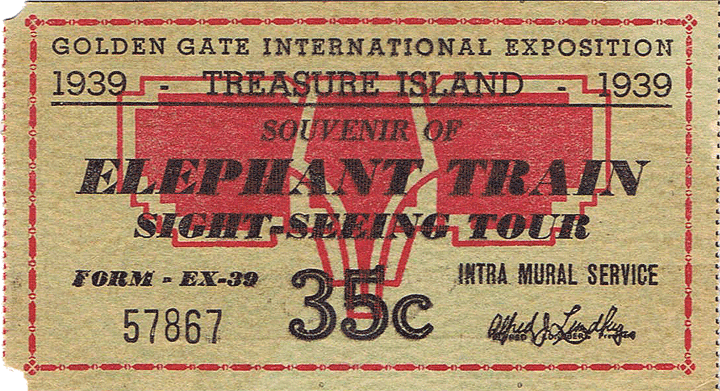 GOLDEN GATE INTERNATIONAL EXPOSITION
1939 - TREASURE ISLAND - 1939
SOUVENIR OF
ELEPHANT TRAIN
SIGHT-SEEING TOUR
FORM - EX-39
35c
INTRA MURAL SERVICE
57867